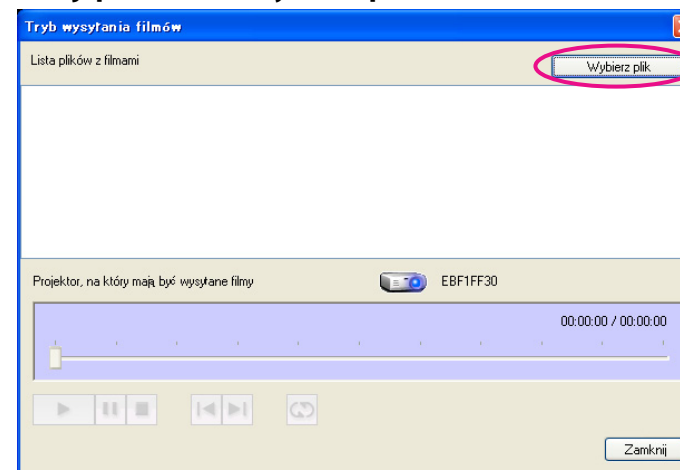 Tryb wysyłania filmów
Lista plików z filmami
Wybierz plik
Projektor, na który mają być wysyłane filmy
EBF1FF30
00:00:00 / 00:00:00
Zamknij